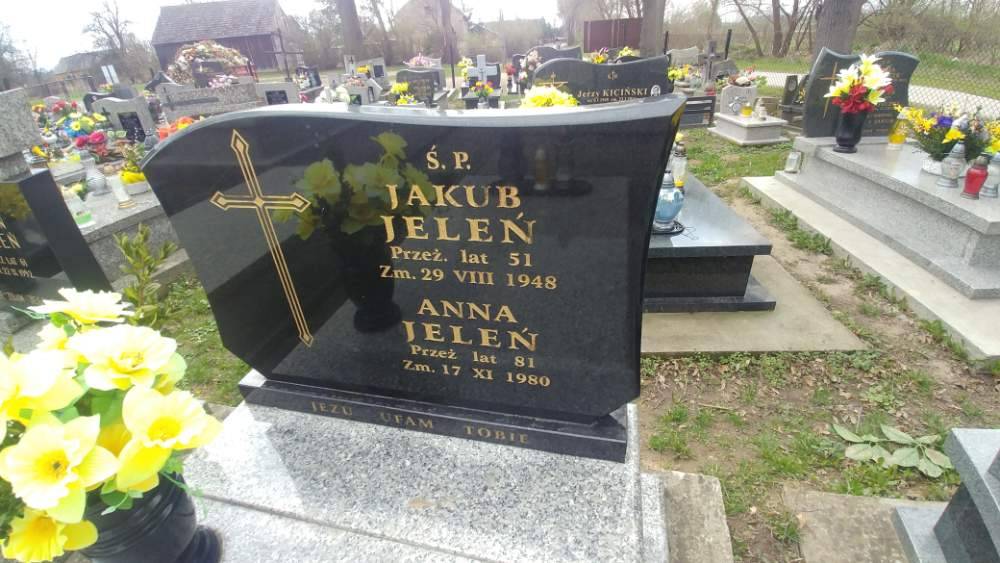 Ś. P.
JAKUB
JELEŃ
Przeż. lat 51
Zm. 29 VIII 1948
ANNA
JELEŃ
Przeż lat 81
Zm. 17 XI 1980
JEZU UFAM TOBIE
Jerzy KICIŃSKI